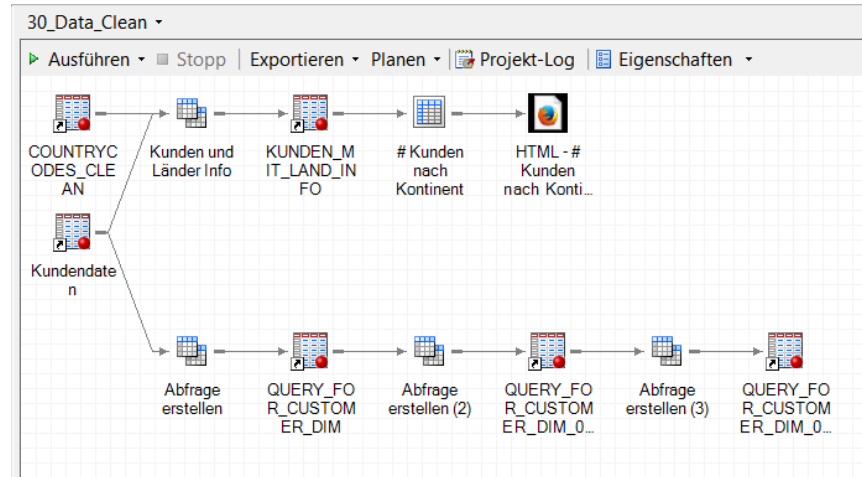 30_Data_Clean
Ausführen
Stopp
Exportieren
Planen
Projekt-Log
Eigenschaften
COUNTRYC
ODES_CLE
AN
Kunden und
Länder Info
KUNDEN_M
IT_LAND_IN
FO
# Kunden
nach
Kontinent
HTML - #
Kunden
nach Konti...
Kundendate
n
Abfrage
erstellen
QUERY_FO
R_CUSTOM
ER_DIM
Abfrage
erstellen (2)
QUERY_FO
R_CUSTOM
ER_DIM_0...
Abfrage
erstellen (3)
QUERY_FO
R_CUSTOM
ER_DIM_0...